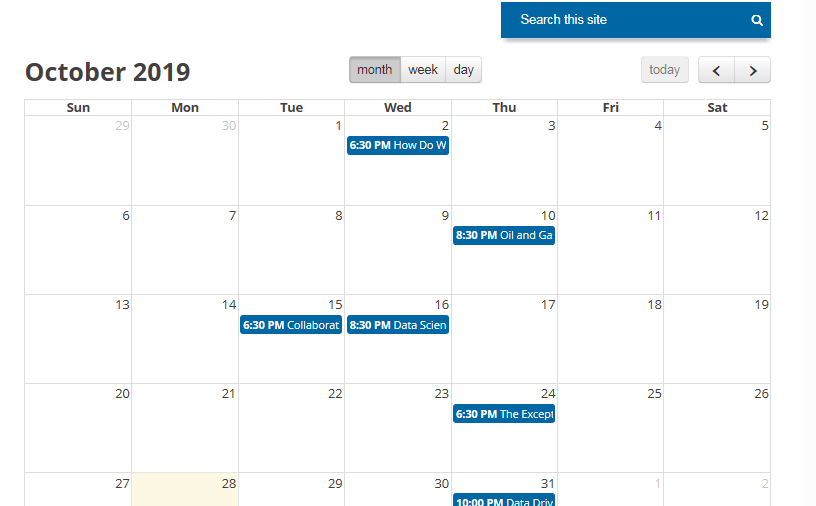 Search this site
October 2019
month week day
today
Sun Mon Tue Wed Thu Fri Sat
29 30 1 2 3 4 5
6:30 PM How Do W
6 7 8 9 10 11 12
8:30 PM Oil and Ga
13 14 15 16 17 18 19
6:30 PM Collaborat 8:30 PM Data Scien
20 21 22 23 24 25 26
6:30 PM The Except
27 28 29 30 31 1 2
10:00 PM Data Driv